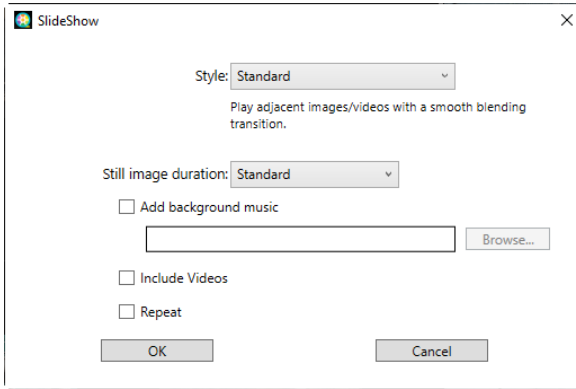 SlideShow
Style: Standard
Play adjacent images/videos with a smooth blending
transition.
Still image duration: Standard
Add background music
Browse...
Include Videos
Repeat
OK Cancel